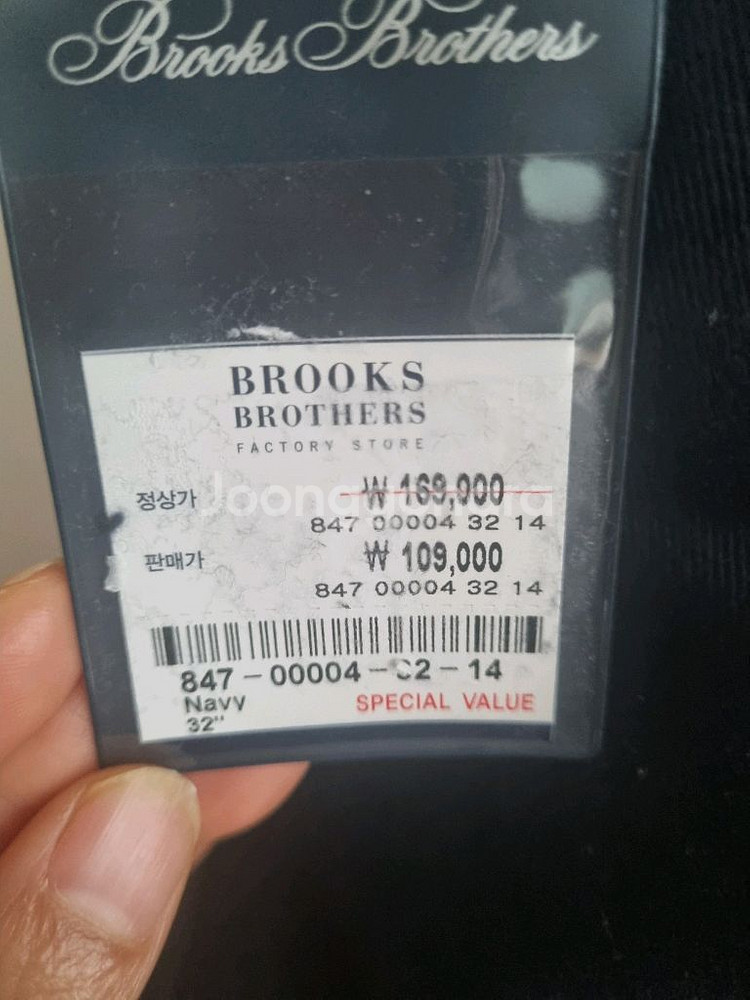 Brooks Brothers
BROOKS
BROTHERS
FACTORY STORE
정상가 ₩ 169,000
847 00004 32 14
판매가 ₩ 109,000
847 00004 32 14
847-00004-32-14
Navy SPECIAL VALUE
32"